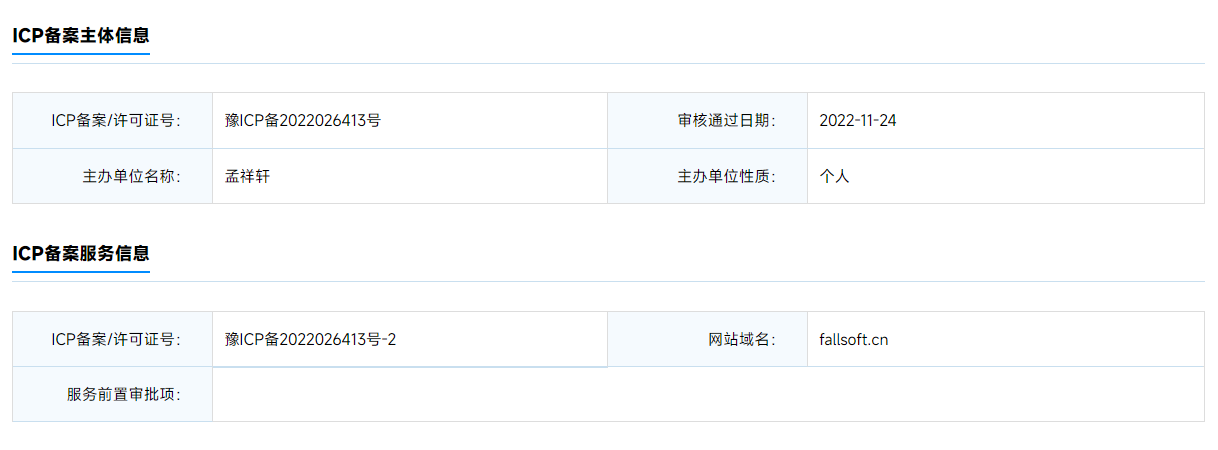 ICP备案主体信息
ICP备案/许可证号： 豫ICP备2022026413号 审核通过日期： 2022-11-24
主办单位名称： 孟祥轩 主办单位性质： 个人
ICP备案服务信息
ICP备案/许可证号： 豫ICP备2022026413号-2 网站域名： fallsoft.cn
服务前置审批项：